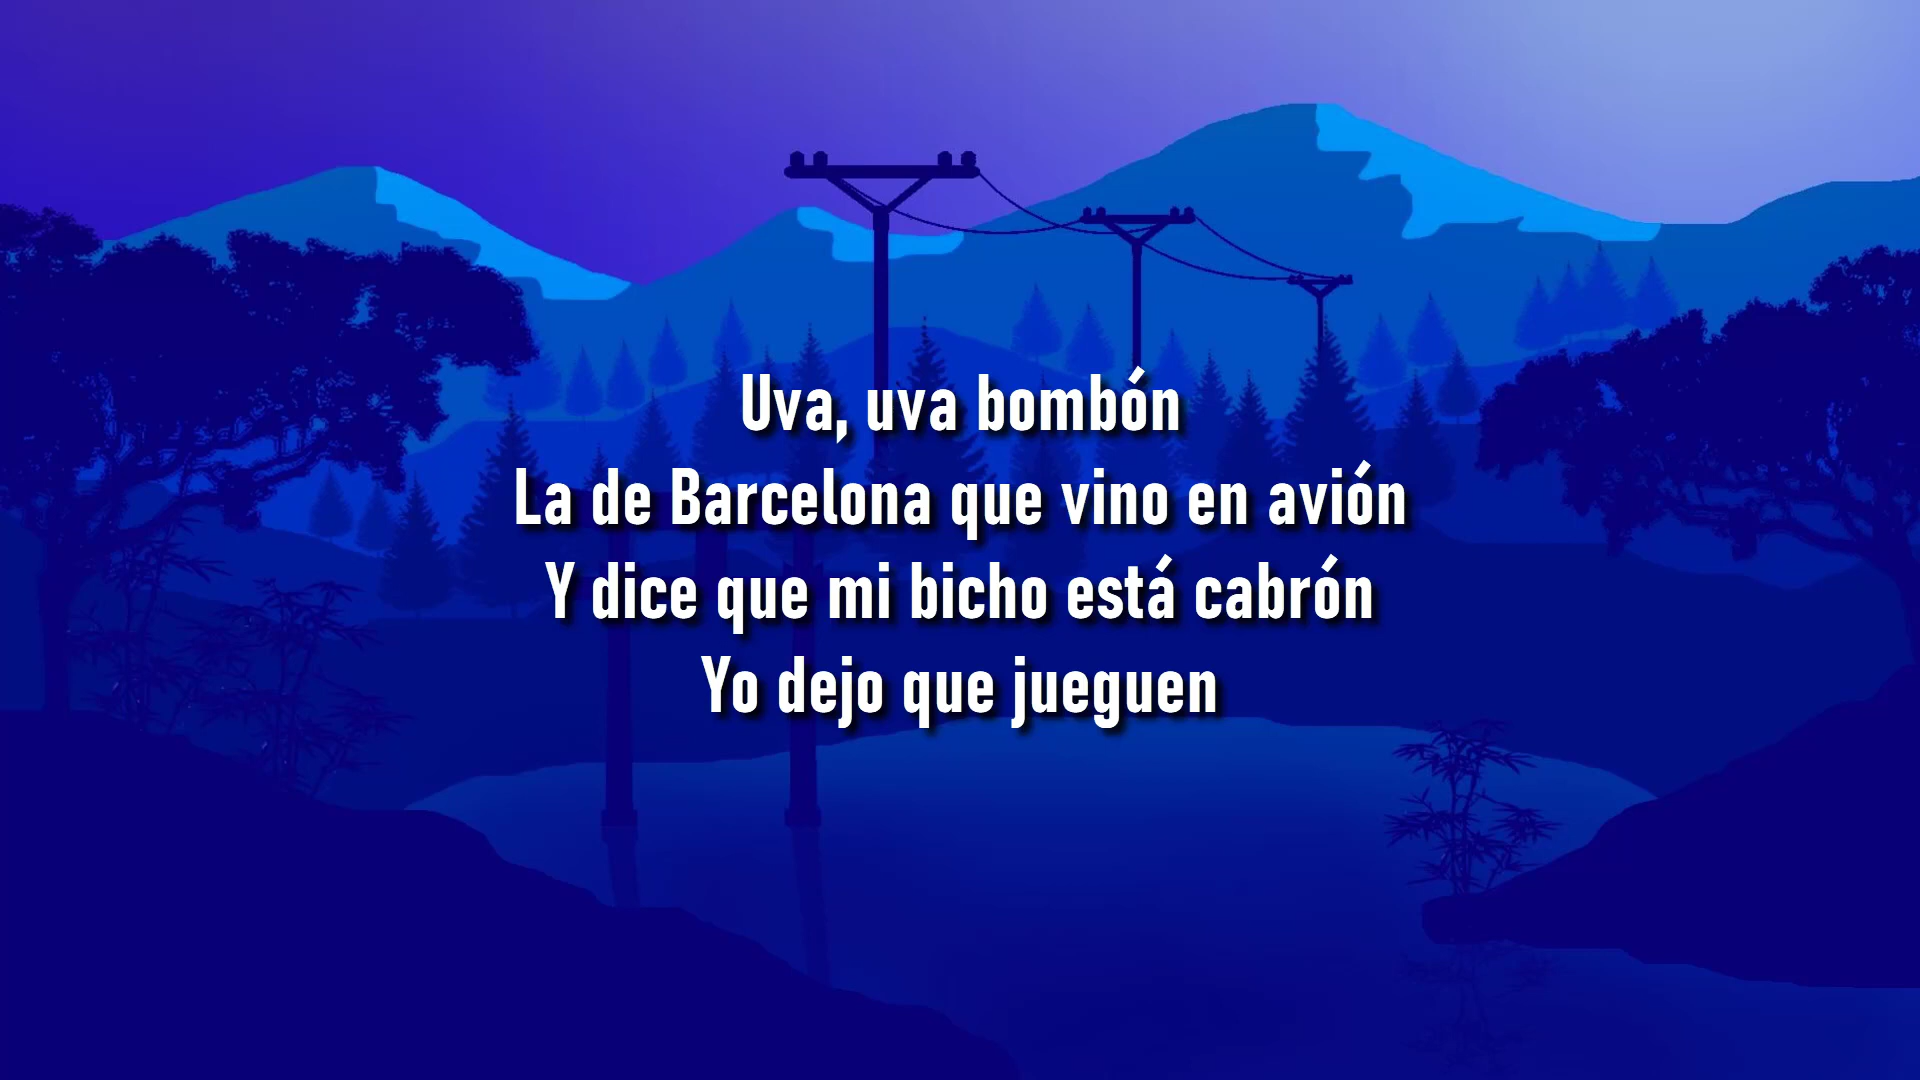 Uva, uva bombón
La de Barcelona que vino en avión
Y dice que mi bicho está cabrón
Yo dejo que jueguen